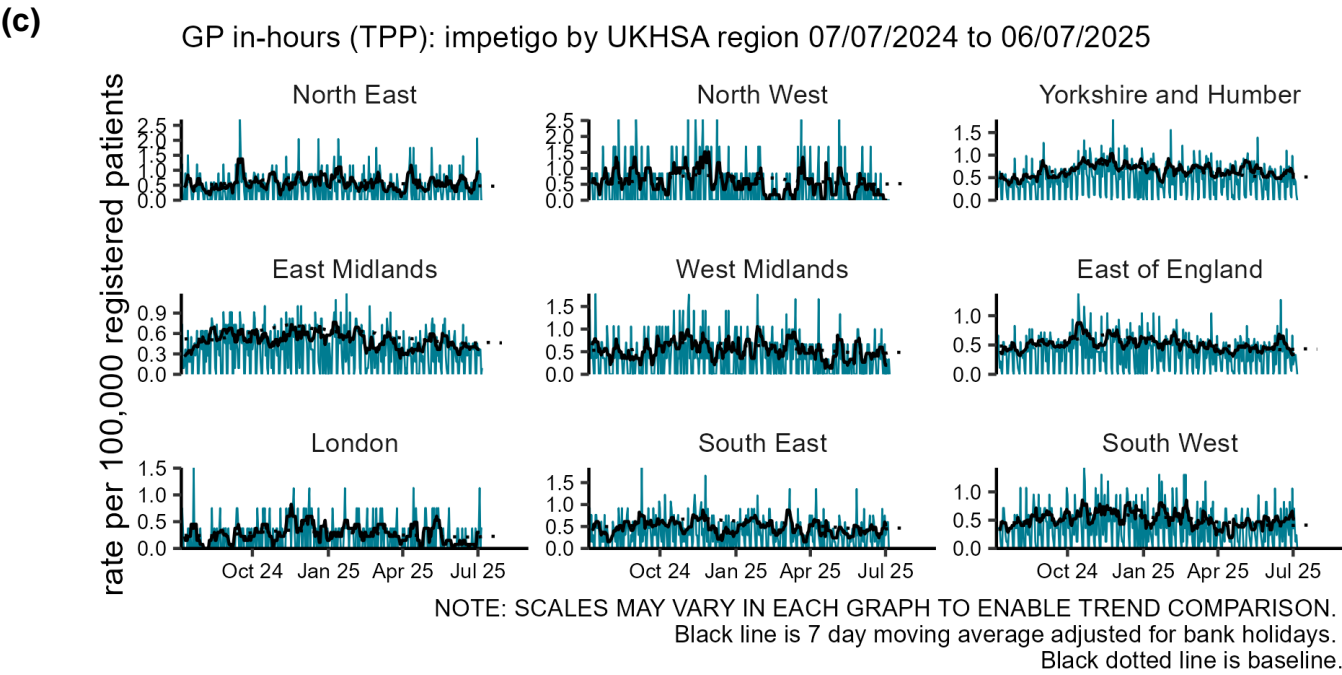 (c)
GP in-hours (TPP): impetigo by UKHSA region 07/07/2024 to 06/07/2025
rate per 100,000 registered patients
North East
2.5
2.0
1.5
1.0
0.5
0.0
North West
2.5
2.0
1.5
1.0
0.5
0.0
Yorkshire and Humber
1.5
1.0
0.5
0.0
East Midlands
0.9
0.6
0.3
0.0
West Midlands
1.5
1.0
0.5
0.0
East of England
1.0
0.5
0.0
London
1.5
1.0
0.5
0.0
Oct 24 Jan 25 Apr 25 Jul 25
South East
1.5
1.0
0.5
0.0
Oct 24 Jan 25 Apr 25 Jul 25
South West
1.0
0.5
0.0
Oct 24 Jan 25 Apr 25 Jul 25
NOTE: SCALES MAY VARY IN EACH GRAPH TO ENABLE TREND COMPARISON.
Black line is 7 day moving average adjusted for bank holidays.
Black dotted line is baseline.